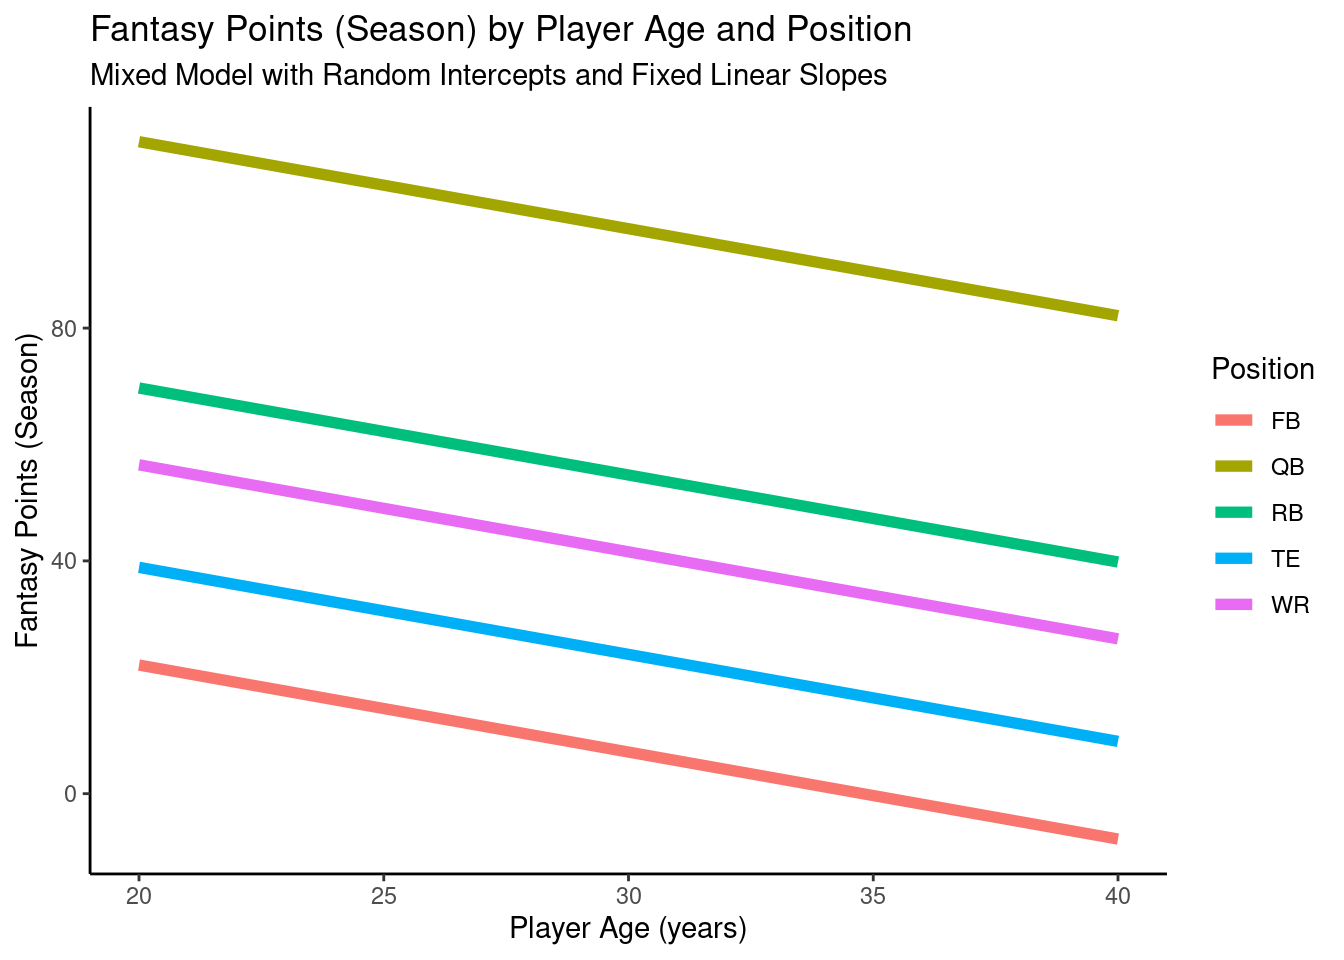 Fantasy Points (Season) by Player Age and Position
Mixed Model with Random Intercepts and Fixed Linear Slopes
Fantasy Points (Season)
80
40
0
20 25 30 35 40
Player Age (years)
Position
FB
QB
RB
TE
WR